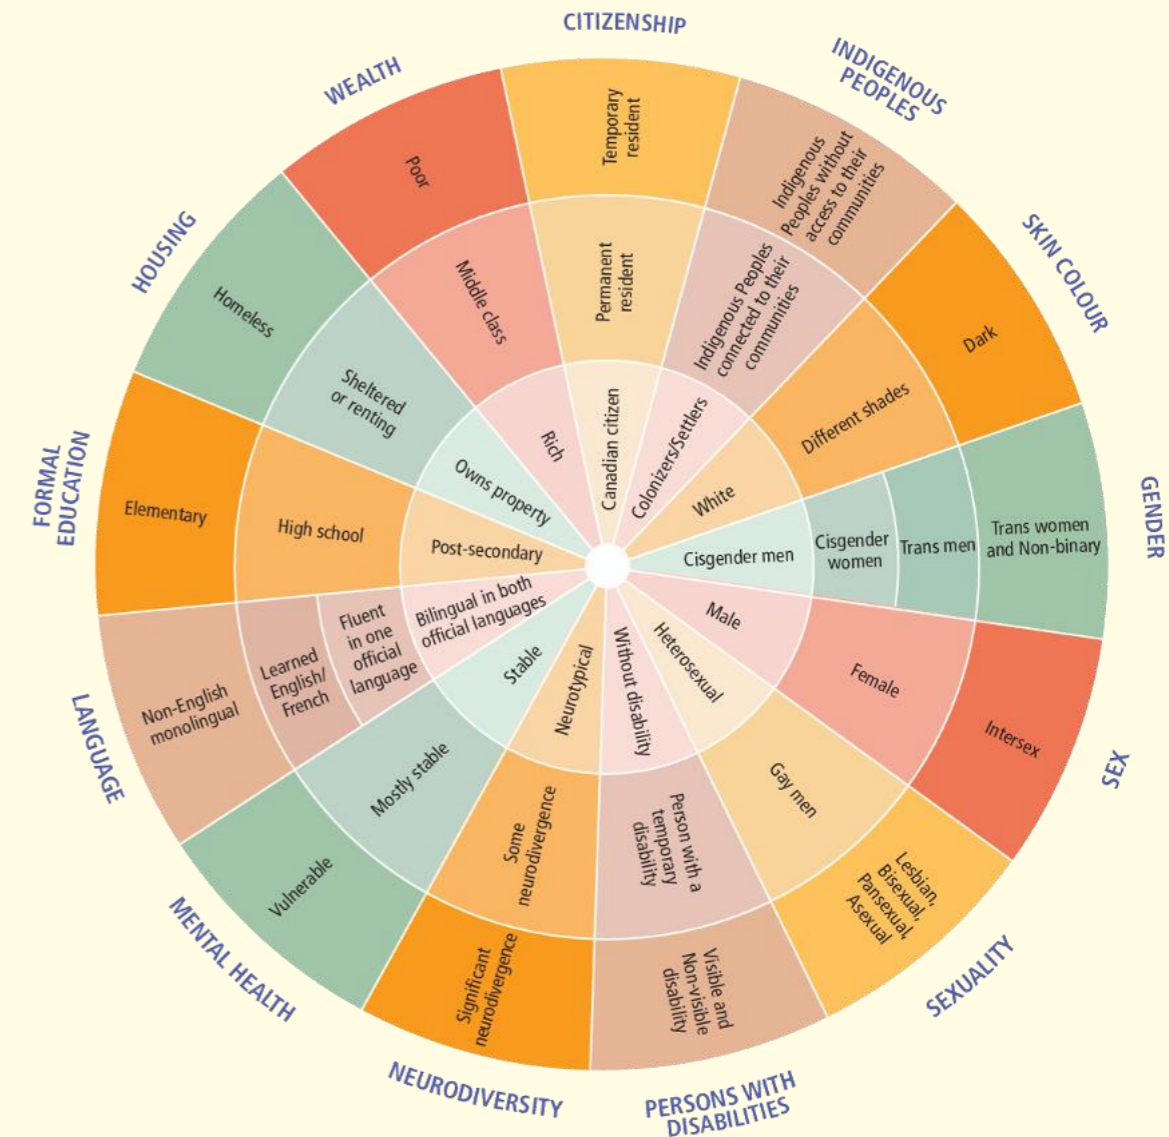 CITIZENSHIP
Temporary
resident
Permanent
resident
Canadian citizen
INDIGENOUS
PEOPLES
Indigenous
Peoples without
access to their
communities
Indigenous Peoples
connected to their
communities
Colonizers/Settlers
SKIN COLOUR
Dark
Different shades
White
GENDER
Trans women
and Non-binary
Trans men
Cisgender
women
Cisgender men
SEX
Intersex
Female
Male
SEXUALITY
Lesbian,
Bisexual,
Pansexual,
Asexual
Gay men
Heterosexual
PERSONS WITH
DISABILITIES
Visible and
Non-visible
disability
Person with a
temporary
disability
Without disability
NEURODIVERSITY
Significant
neurodivergence
Some
neurodivergence
Neurotypical
MENTAL HEALTH
Vulnerable
Mostly stable
Stable
LANGUAGE
Non-English
monolingual
Learned
English/
French
Fluent
in one
official
language
Bilingual in both
official languages
FORMAL
EDUCATION
Elementary
High school
Post-secondary
HOUSING
Homeless
Sheltered
or renting
Owns property
WEALTH
Poor
Middle class
Rich